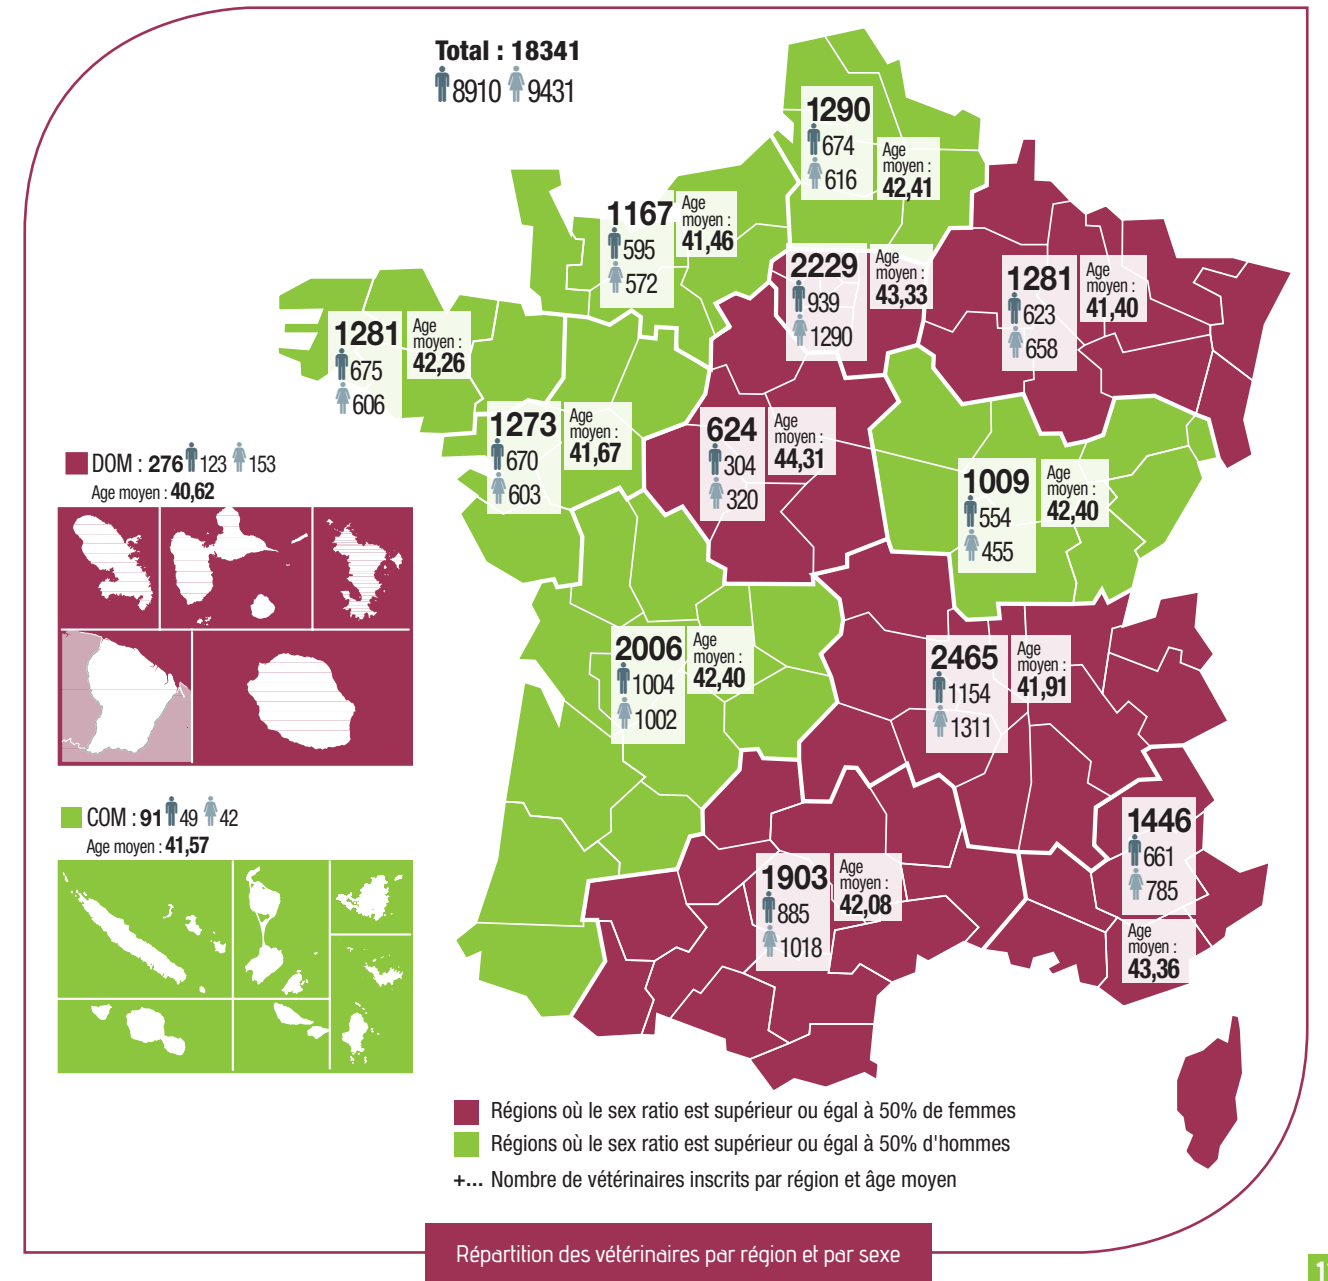 Total : 18341
8910 9431
1290
674
616
Age
moyen :
42,41
1167
595
572
Age
moyen :
41,46
2229
939
1290
Age
moyen :
43,33
1281
623
658
Age
moyen :
41,40
1281
675
606
Age
moyen :
42,26
1273
670
603
Age
moyen :
41,67
624
304
320
Age
moyen :
44,31
1009
554
455
Age
moyen :
42,40
DOM : 276 123 153
Age moyen : 40,62
2006
1004
1002
Age
moyen :
42,40
2465
1154
1311
Age
moyen :
41,91
COM : 91 49 42
Age moyen : 41,57
1903
885
1018
Age
moyen :
42,08
1446
661
785
Age
moyen :
43,36
Régions où le sex ratio est supérieur ou égal à 50% de femmes
Régions où le sex ratio est supérieur ou égal à 50% d'hommes
+... Nombre de vétérinaires inscrits par région et âge moyen
Répartition des vétérinaires par région et par sexe